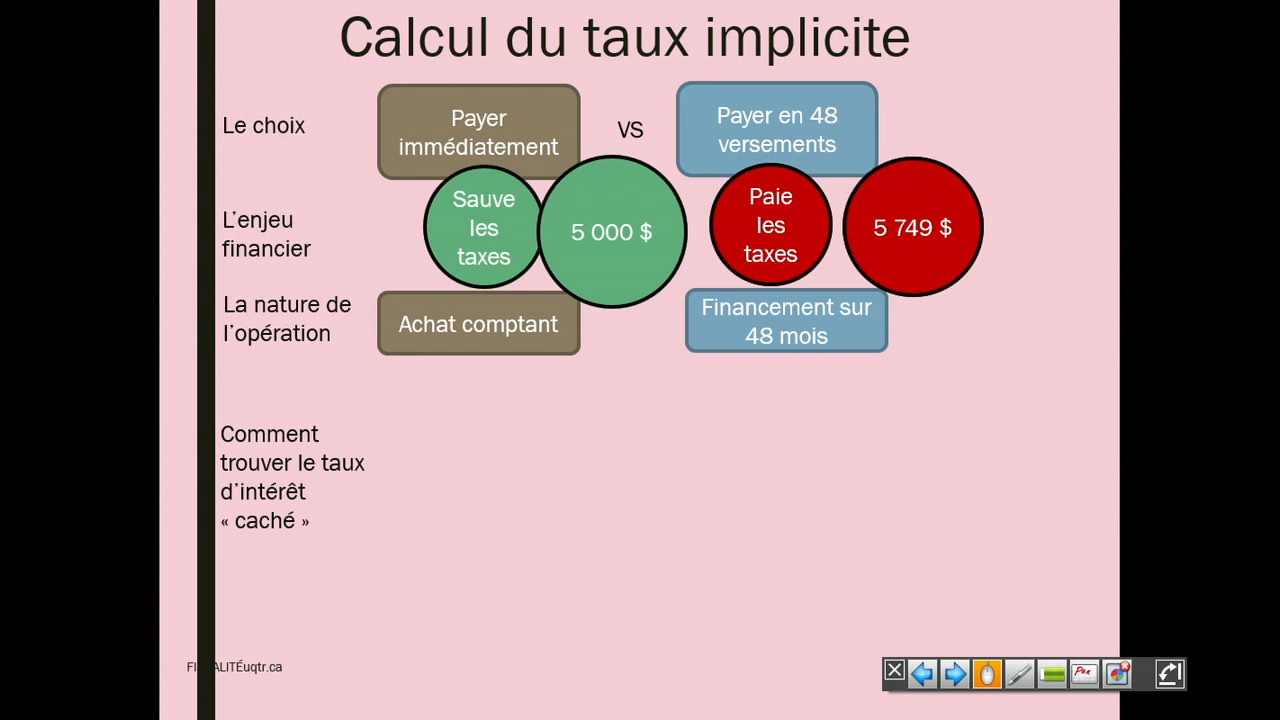 Calcul du taux implicite
Le choix
Payer
immédiatement
VS
Payer en 48
versements
L'enjeu
financier
Sauve
les
taxes
5 000 $
Paie
les
taxes
5 749 $
La nature de
l'opération
Achat comptant
Financement sur
48 mois
Comment
trouver le taux
d'intérêt
« caché »